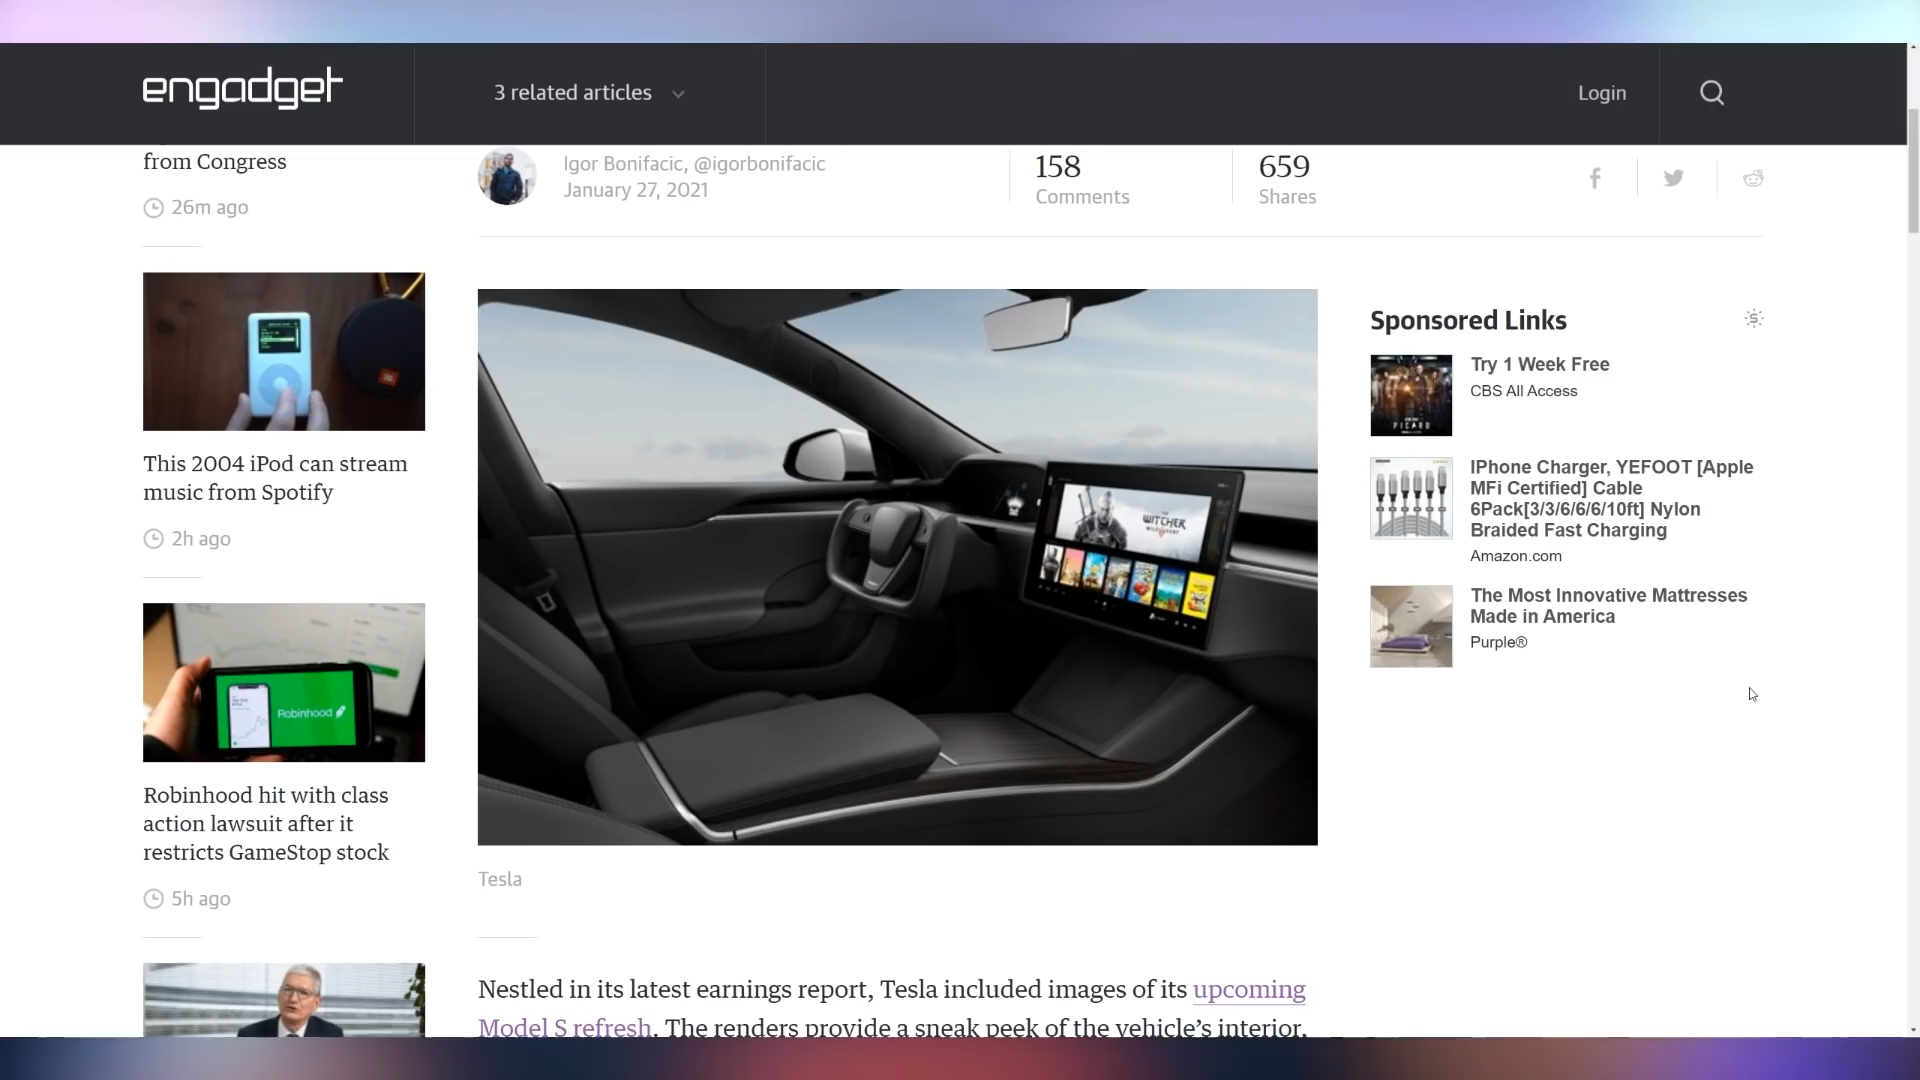 engadget
3 related articles
Login
from Congress
26m ago
This 2004 iPod can stream
music from Spotify
2h ago
Robinhood
Robinhood hit with class
action lawsuit after it
restricts GameStop stock
5h ago
Igor Bonifacic, @igorbonifacic
January 27, 2021
158
Comments
659
Shares
THE
WITCHER
WILD HUNT
Tesla
Nestled in its latest earnings report, Tesla included images of its upcoming
Model S refresh. The renders provide a sneak peek of the vehicle's interior,
Sponsored Links
PICARD
Try 1 Week Free
CBS All Access
IPhone Charger, YEFOOT [Apple
MFi Certified] Cable
6Pack[3/3/6/6/6/10ft] Nylon
Braided Fast Charging
Amazon.com
The Most Innovative Mattresses
Made in America
Purple®